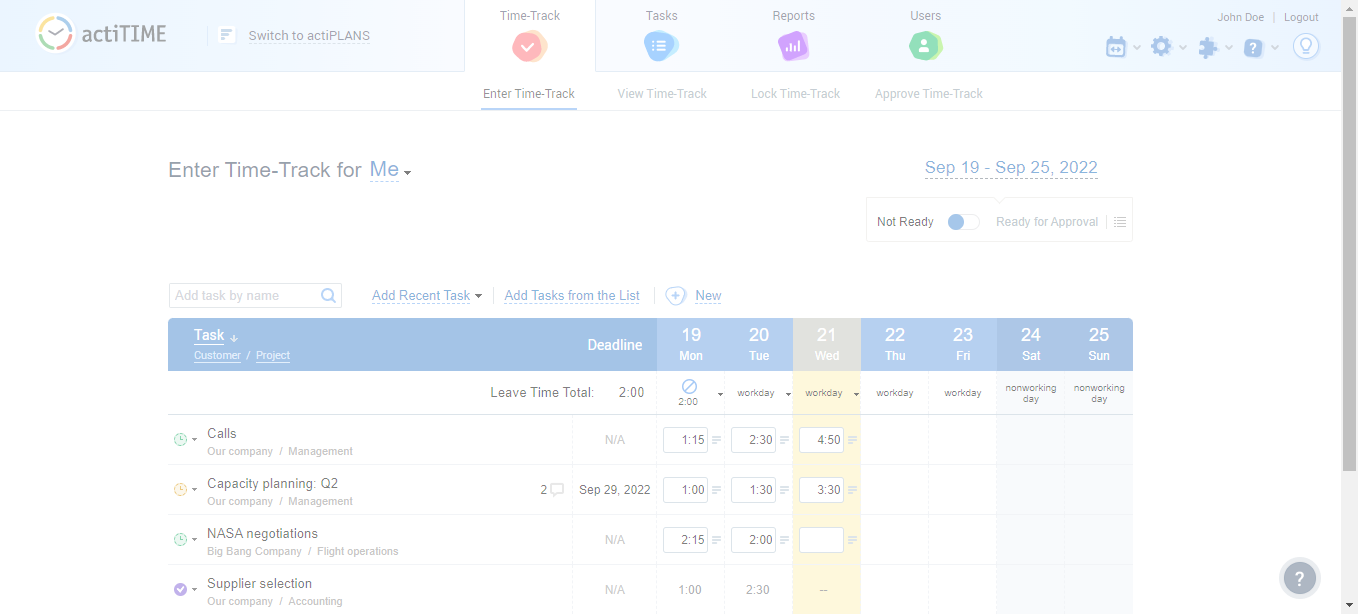 actiTIME
Switch to actiPLANS
Time-Track
Tasks
Reports
Users
John Doe | Logout
Enter Time-Track
View Time-Track
Lock Time-Track
Approve Time-Track
Enter Time-Track for Me
Sep 19 - Sep 25, 2022
Not Ready
Ready for Approval
Add task by name
Add Recent Task
Add Tasks from the List
New
Task ↓
Customer / Project
Deadline
19 20 21 22 23 24 25
Mon Tue Wed Thu Fri Sat Sun
Leave Time Total: 2:00
2:00
workday
workday
workday
workday
nonworking day
nonworking day
Calls
Our company / Management
N/A 1:15 2:30 4:50
Capacity planning: Q2
Our company / Management
2 Sep 29, 2022 1:00 1:30 3:30
NASA negotiations
Big Bang Company / Flight operations
N/A 2:15 2:00
Supplier selection
Our company / Accounting
N/A 1:00 2:30 --
?
?